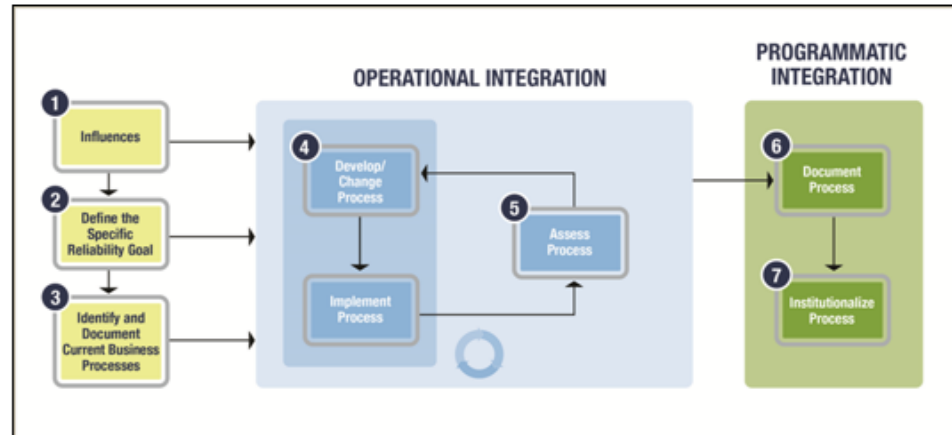 OPERATIONAL INTEGRATION
PROGRAMMATIC
INTEGRATION
1
Influences
2
Define the
Specific
Reliability Goal
3
Identify and
Document
Current Business
Processes
4
Develop/
Change
Process
Implement
Process
5
Assess
Process
6
Document
Process
7
Institutionalize
Process